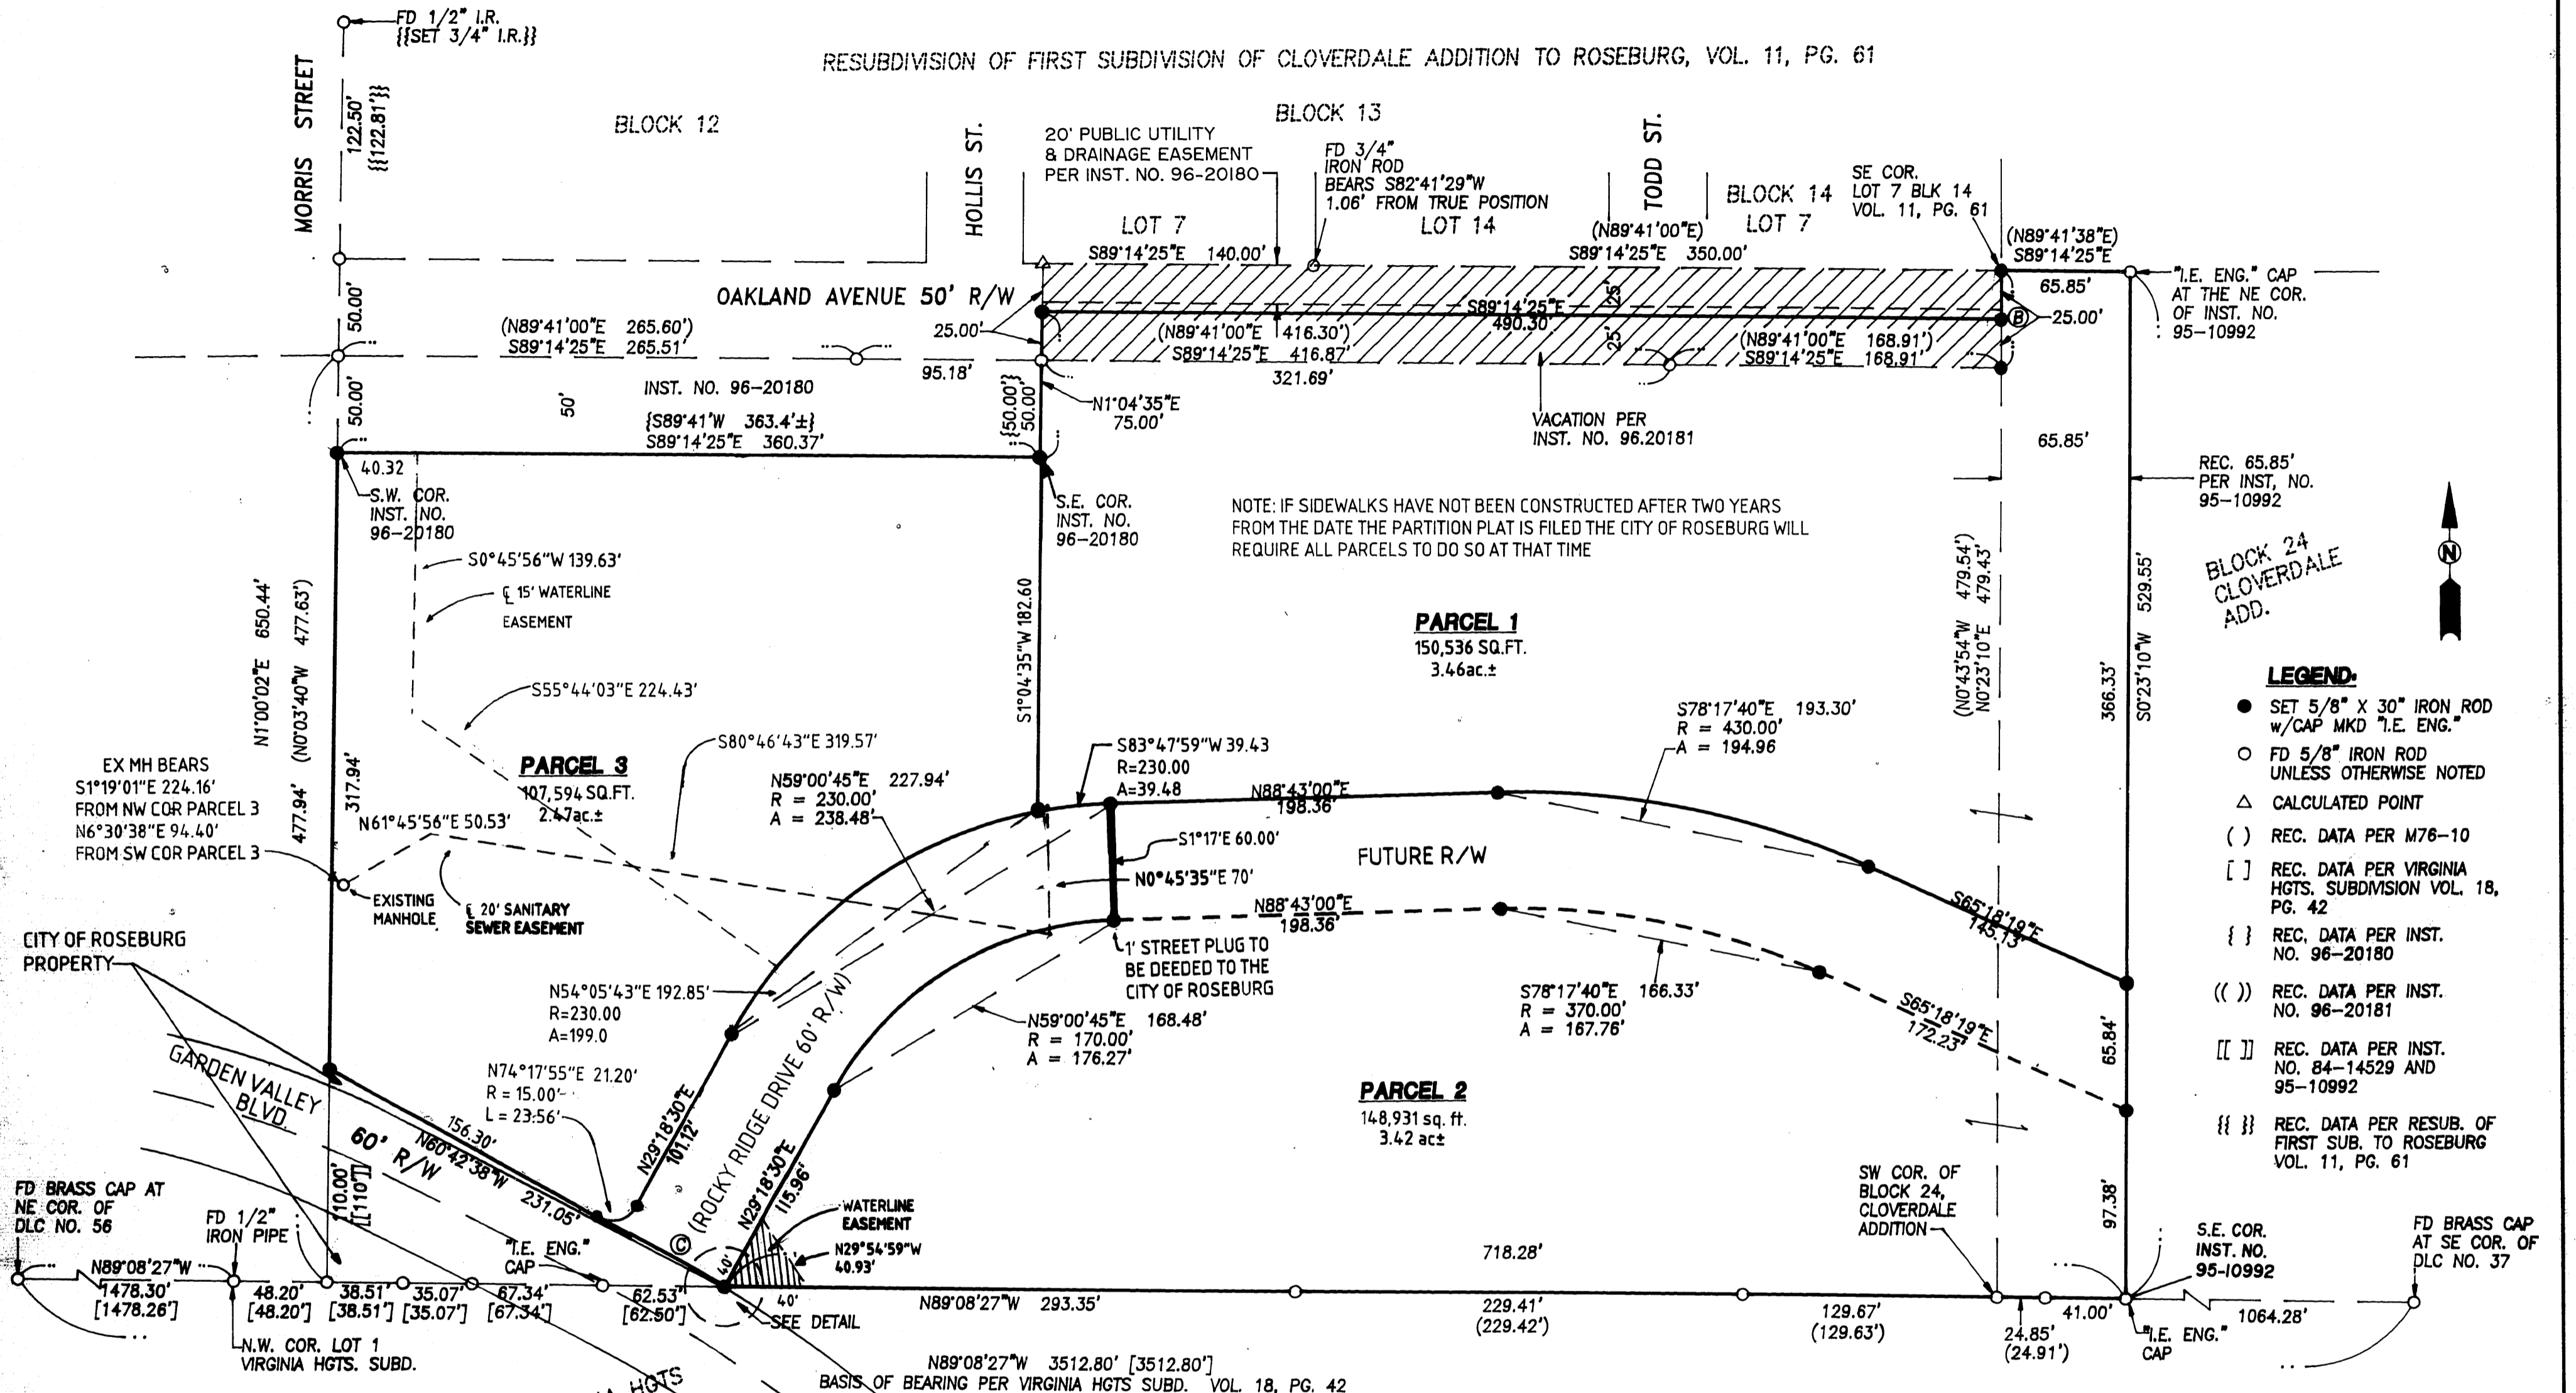 FD 1/2" I.R.
{{SET 3/4" I.R.}}
RESUBDIVISION OF FIRST SUBDIVISION OF CLOVERDALE ADDITION TO ROSEBURG, VOL. 11, PG. 61
MORRIS STREET
122.50'
{{122.81'}}
BLOCK 12
HOLLIS ST.
BLOCK 13
20' PUBLIC UTILITY
& DRAINAGE EASEMENT
PER INST. NO. 96-20180
FD 3/4"
IRON ROD
BEARS S82°41'29"W
1.06' FROM TRUE POSITION
TODD ST.
BLOCK 14
LOT 7
SE COR.
LOT 7 BLK 14
VOL. 11, PG. 61
LOT 7
LOT 14
S89°14'25"E 140.00'
(N89°41'00"E)
S89°14'25"E 350.00'
(N89°41'38"E)
S89°14'25"E
65.85'
"I.E. ENG." CAP
AT THE NE COR.
OF INST. NO.
95-10992
OAKLAND AVENUE 50' R/W
50.00'
25.00'
(N89°41'00"E 265.60')
S89°14'25"E 265.51'
S89°14'25"E
490.30'
25'
25'
(N89°41'00"E 416.30')
S89°14'25"E 416.87'
(N89°41'00"E 168.91')
S89°14'25"E 168.91'
B
25.00'
95.18'
321.69'
50.00'
50'
INST. NO. 96-20180
{S89°41'W 363.4'±}
S89°14'25"E 360.37'
{50.00'}
50.00'
N1°04'35"E
75.00'
VACATION PER
INST. NO. 96.20181
65.85'
REC. 65.85'
PER INST, NO.
95-10992
40.32
S.W. COR.
INST. NO.
96-20180
S.E. COR.
INST. NO.
96-20180
NOTE: IF SIDEWALKS HAVE NOT BEEN CONSTRUCTED AFTER TWO YEARS
FROM THE DATE THE PARTITION PLAT IS FILED THE CITY OF ROSEBURG WILL
REQUIRE ALL PARCELS TO DO SO AT THAT TIME
S0°45'56"W 139.63'
℄ 15' WATERLINE
EASEMENT
N1°00'02"E 650.44'
477.94' (N0°03'40"W 477.63')
317.94'
S1°04'35"W 182.60
(N0°43'54"W 479.54')
N0°23'10"E 479.43'
366.33'
S0°23'10"W 529.55'
BLOCK 24
CLOVERDALE
ADD.
N
PARCEL 1
150,536 SQ.FT.
3.46ac.±
S55°44'03"E 224.43'
S80°46'43"E 319.57'
PARCEL 3
107,594 SQ.FT.
2.47ac.±
N59°00'45"E 227.94'
R = 230.00'
A = 238.48'
S83°47'59"W 39.43
R=230.00
A=39.48
N88°43'00"E
198.36'
S78°17'40"E 193.30'
R = 430.00'
A = 194.96
EX MH BEARS
S1°19'01"E 224.16'
FROM NW COR PARCEL 3
N6°30'38"E 94.40'
FROM SW COR PARCEL 3
N61°45'56"E 50.53'
EXISTING
MANHOLE
℄ 20' SANITARY
SEWER EASEMENT
S1°17'E 60.00'
N0°45'35"E 70'
FUTURE R/W
N88°43'00"E
198.36'
S65°18'19"E
145.13'
1' STREET PLUG TO
BE DEEDED TO THE
CITY OF ROSEBURG
CITY OF ROSEBURG
PROPERTY
N54°05'43"E 192.85'
R=230.00
A=199.0
N59°00'45"E 168.48'
R = 170.00'
A = 176.27'
S78°17'40"E 166.33'
R = 370.00'
A = 167.76'
S65°18'19"E
172.23'
65.84'
GARDEN VALLEY
BLVD.
60' R/W
156.30'
N60°42'38"W
231.05'
N74°17'55"E 21.20'
R = 15.00'
L = 23.56'
N29°18'30"E
101.12'
(ROCKY RIDGE DRIVE 60' R/W)
N29°18'30"E
115.96'
C
PARCEL 2
148,931 sq. ft.
3.42 ac±
WATERLINE
EASEMENT
N29°54'59"W
40.93'
40'
40'
SEE DETAIL
110.00'
[[110']]
FD BRASS CAP AT
NE COR. OF
DLC NO. 56
FD 1/2"
IRON PIPE
"I.E. ENG."
CAP
N89°08'27"W
1478.30'
[1478.26']
48.20'
[48.20']
38.51'
[38.51']
35.07'
[35.07']
67.34'
[67.34']
62.53'
[62.50']
N.W. COR. LOT 1
VIRGINIA HGTS. SUBD.
718.28'
N89°08'27"W 293.35'
229.41'
(229.42')
129.67'
(129.63')
24.85'
(24.91')
41.00'
97.38'
SW COR. OF
BLOCK 24,
CLOVERDALE
ADDITION
S.E. COR.
INST. NO.
95-10992
"I.E. ENG."
CAP
1064.28'
FD BRASS CAP
AT SE COR. OF
DLC NO. 37
N89°08'27"W 3512.80' [3512.80']
BASIS OF BEARING PER VIRGINIA HGTS SUBD. VOL. 18, PG. 42
HGTS
LEGEND:
SET 5/8" X 30" IRON ROD
w/CAP MKD "I.E. ENG."
FD 5/8" IRON ROD
UNLESS OTHERWISE NOTED
CALCULATED POINT
( ) REC. DATA PER M76-10
[ ] REC. DATA PER VIRGINIA
HGTS. SUBDIVISION VOL. 18,
PG. 42
{ } REC. DATA PER INST.
NO. 96-20180
(( )) REC. DATA PER INST.
NO. 96-20181
[[ ]] REC. DATA PER INST.
NO. 84-14529 AND
95-10992
{{ }} REC. DATA PER RESUB. OF
FIRST SUB. TO ROSEBURG
VOL. 11, PG. 61